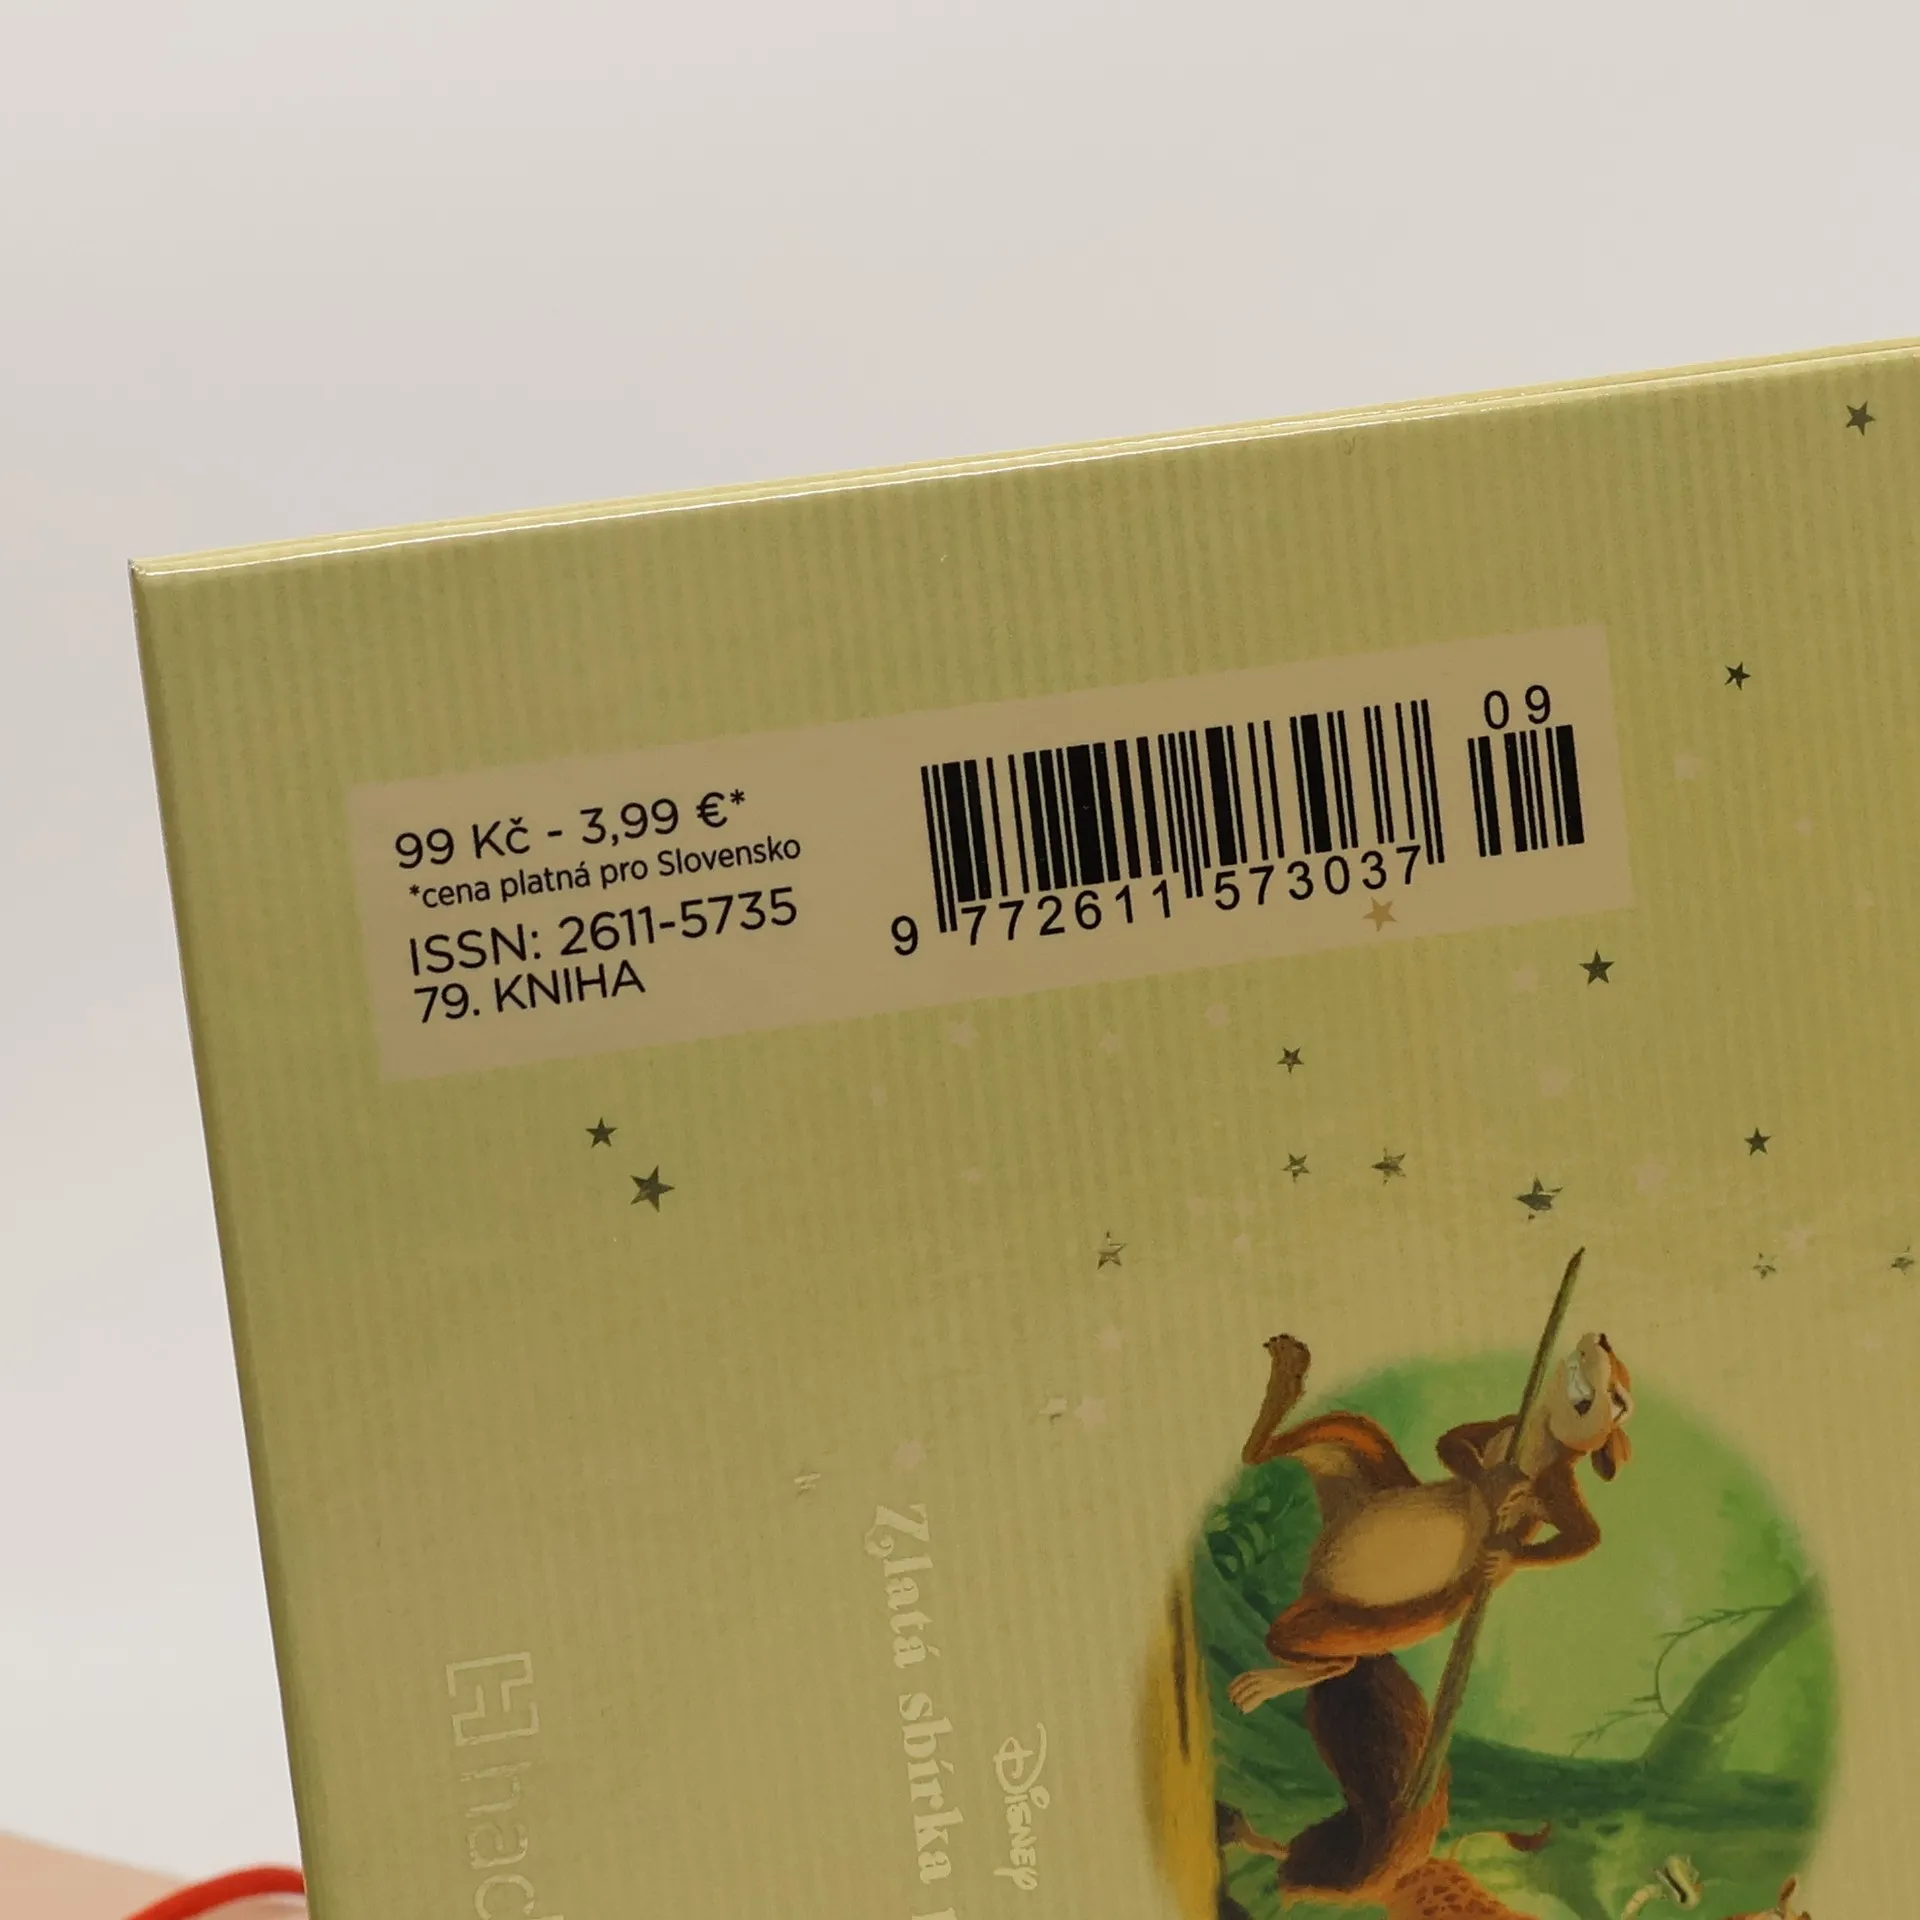 99 Kč - 3,99 €*
*cena platná pro Slovensko
ISSN: 2611-5735
79. KNIHA
09
9 772611 573037
Zlatá sbírka
Disney